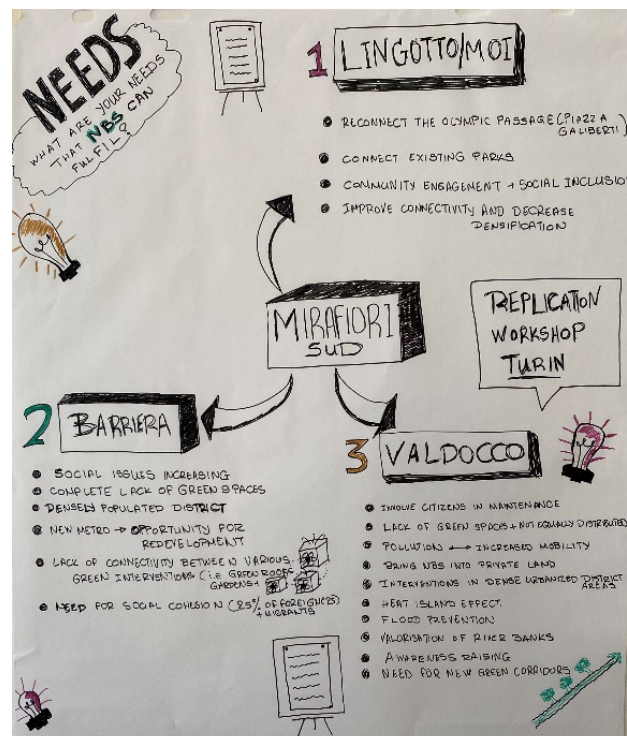 NEEDS
WHAT ARE YOUR NEEDS
THAT NBS CAN
FULFIL?
1 LINGOTTO/MOI
RECONNECT THE OLYMPIC PASSAGE (PIAZZA
GALIBERTI)
CONNECT EXISTING PARKS
COMMUNITY ENGAGEMENT + SOCIAL INCLUSION
IMPROVE CONNECTIVITY AND DECREASE
DENSIFICATION
MIRAFIORI
SUD
REPLICATION
WORKSHOP
TURIN
2 BARRIERA
SOCIAL ISSUES INCREASING
COMPLETE LACK OF GREEN SPACES
DENSELY POPULATED DISTRICT
NEW METRO → OPPORTUNITY FOR
REDEVELOPMENT
LACK OF CONNECTIVITY BETWEEN VARIOUS
GREEN INTERVENTIONS (i.e GREEN ROOFS
GARDENS+
NEED FOR SOCIAL COHESION (25% OF FOREIGNERS)
+ MIGRANTS
3 VALDOCCO
INVOLVE CITIZENS IN MAINTENANCE
LACK OF GREEN SPACES + NOT EQUALLY DISTRIBUTED
POLLUTION ⟷ INCREASED MOBILITY
BRING NBS INTO PRIVATE LAND
INTERVENTIONS IN DENSE URBANIZED DISTRICT
AREAS
HEAT ISLAND EFFECT
FLOOD PREVENTION
VALORISATION OF RIVER BANKS
AWARENESS RAISING
NEED FOR NEW GREEN CORRIDORS